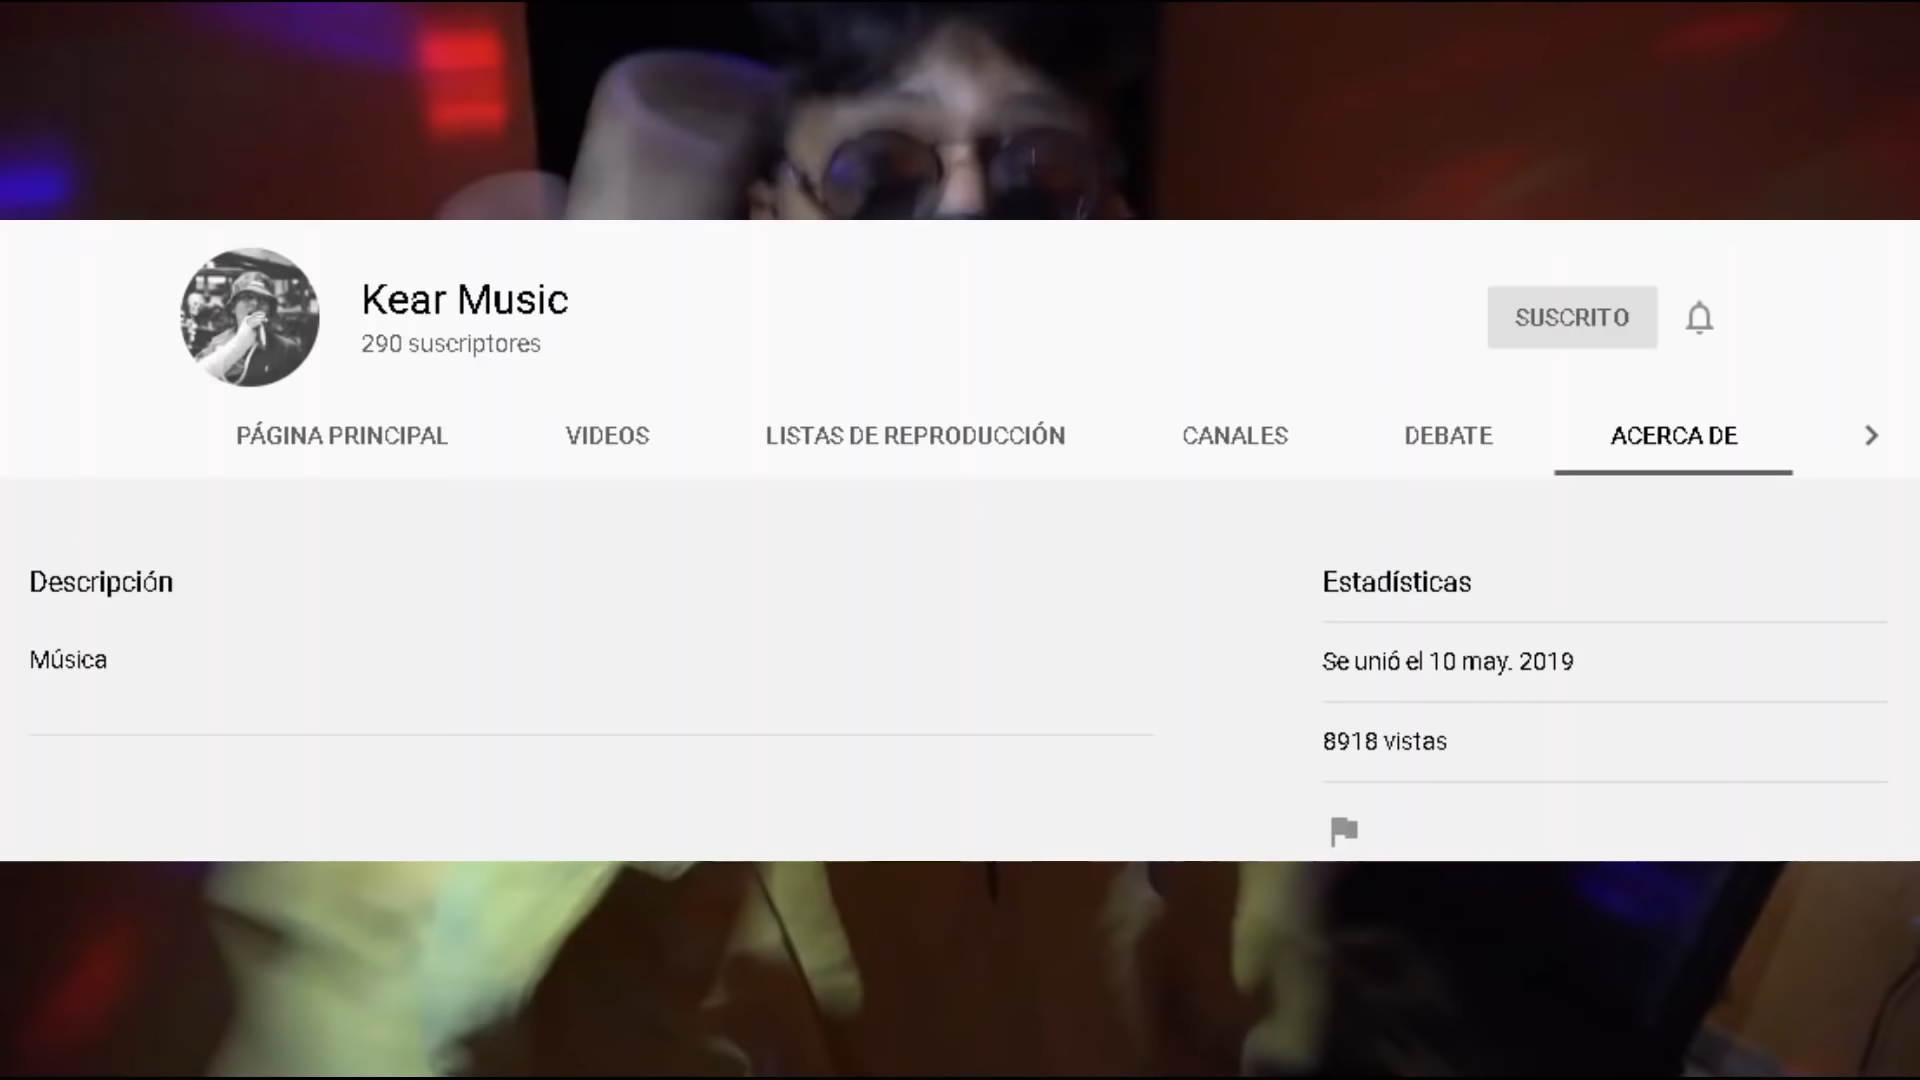 Kear Music
290 suscriptores
SUSCRITO
PÁGINA PRINCIPAL
VIDEOS
LISTAS DE REPRODUCCIÓN
CANALES
DEBATE
ACERCA DE
Descripción
Música
Estadísticas
Se unió el 10 may. 2019
8918 vistas